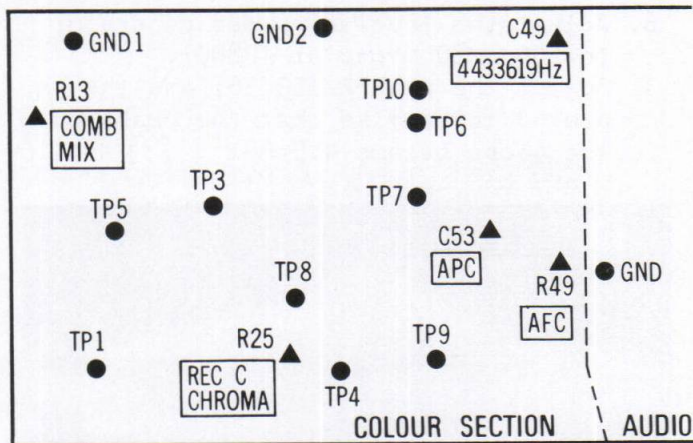 GND1
GND2
C49
4433619Hz
R13
COMB
MIX
TP10
TP6
TP3
TP7
TP5
C53
APC
GND
R49
AFC
TP8
TP1
R25
REC C
CHROMA
TP4
TP9
COLOUR SECTION
AUDIO